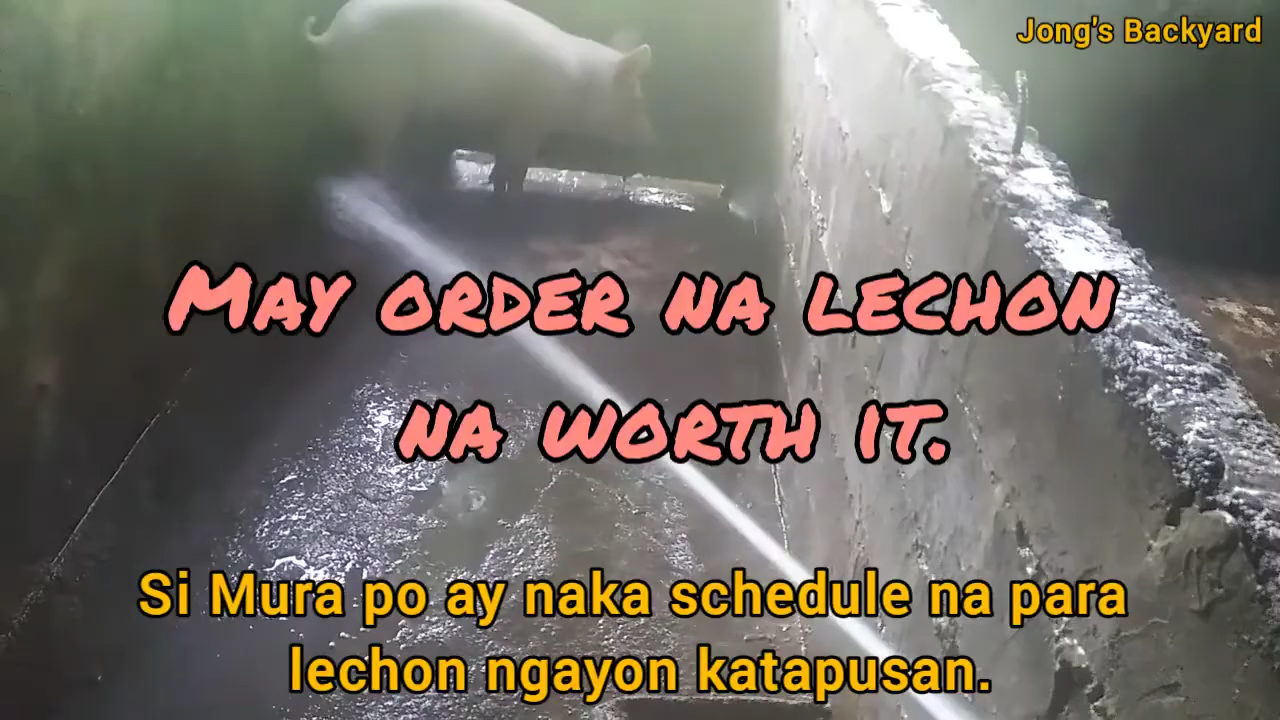 Jong's Backyard
May order na lechon
na worth it.
Si Mura po ay naka schedule na para
lechon ngayon katapusan.